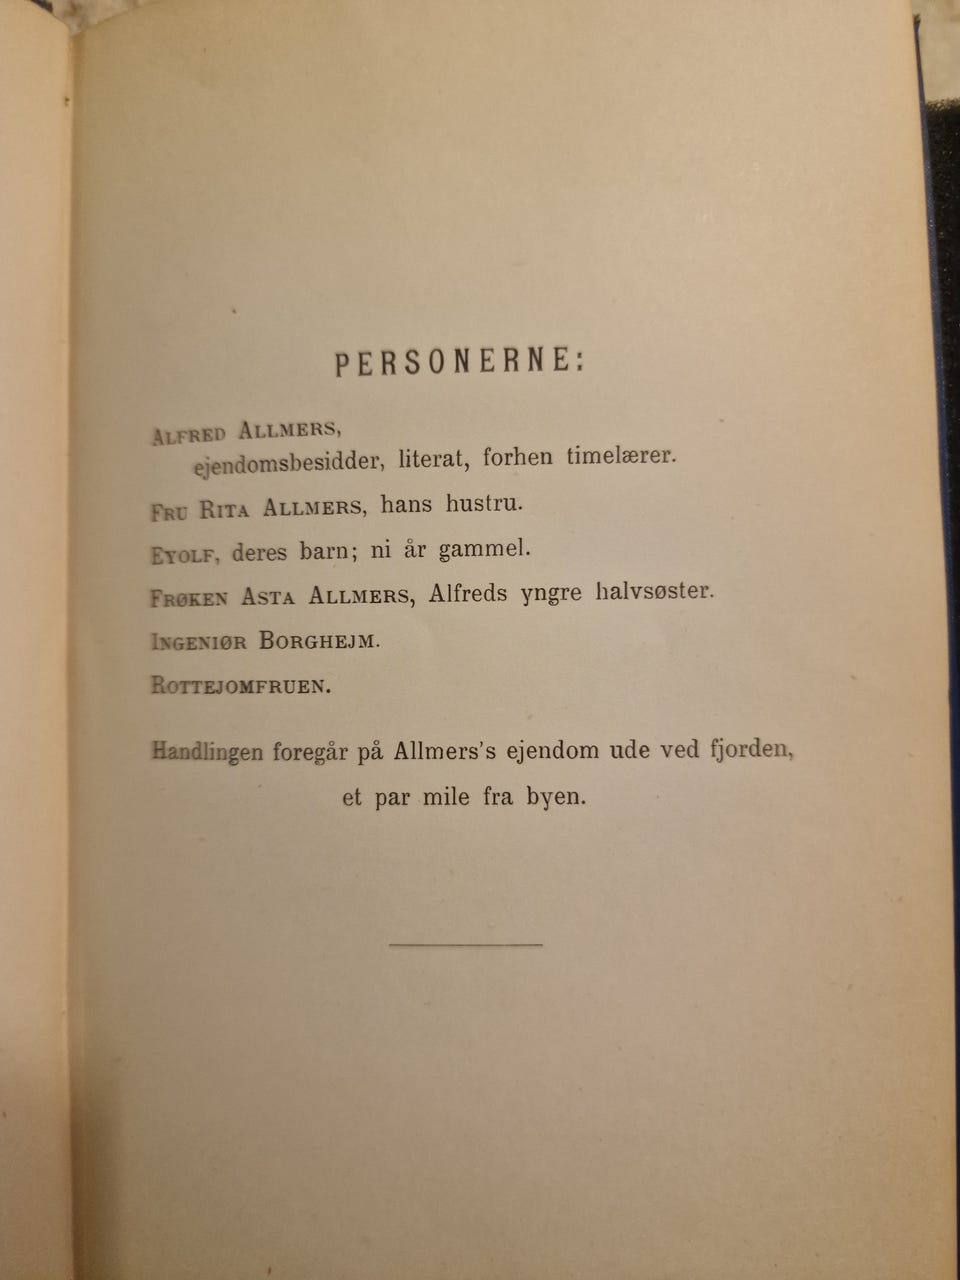 PERSONERNE:
ALFRED ALLMERS,
ejendomsbesidder, literat, forhen timelærer.
FRU RITA ALLMERS, hans hustru.
EYOLF, deres barn; ni år gammel.
FRØKEN ASTA ALLMERS, Alfreds yngre halvsøster.
INGENIØR BORGHEJM.
ROTTEJOMFRUEN.
Handlingen foregår på Allmers's ejendom ude ved fjorden,
et par mile fra byen.